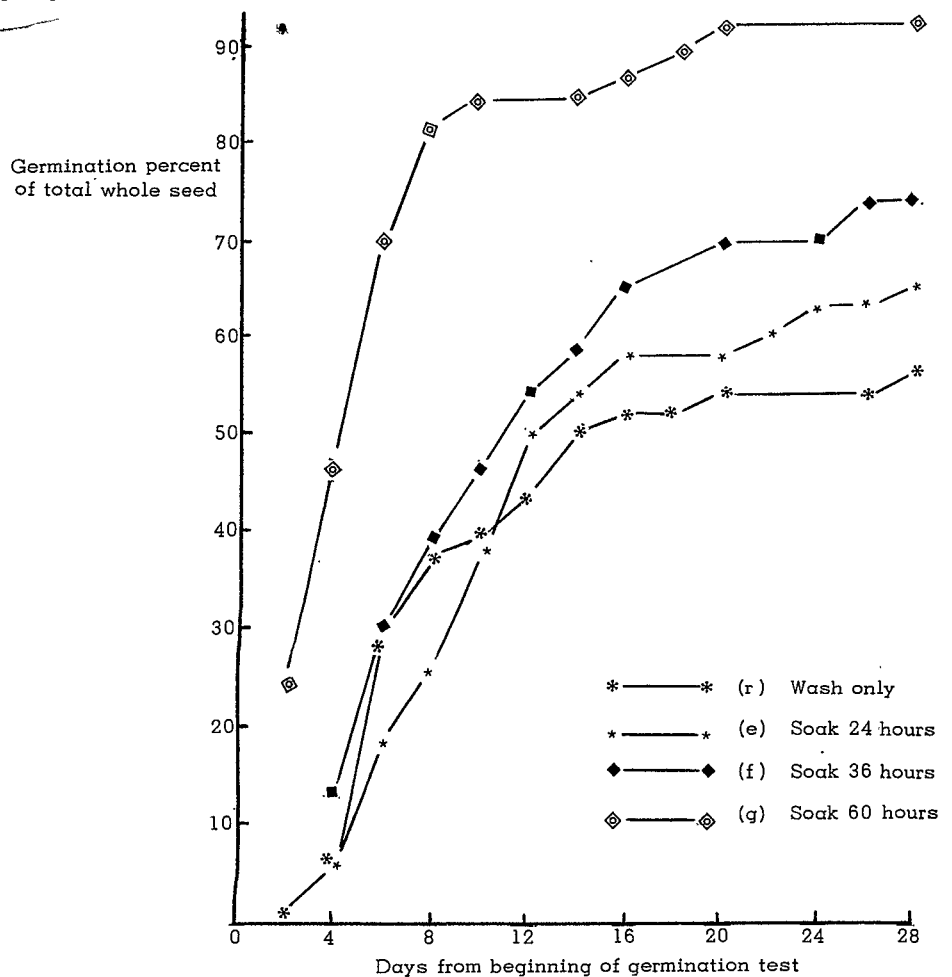 90
80
Germination percent
of total whole seed
70
60
50
40
30
20
10
(r) Wash only
(e) Soak 24 hours
(f) Soak 36 hours
(g) Soak 60 hours
0 4 8 12 16 20 24 28
Days from beginning of germination test